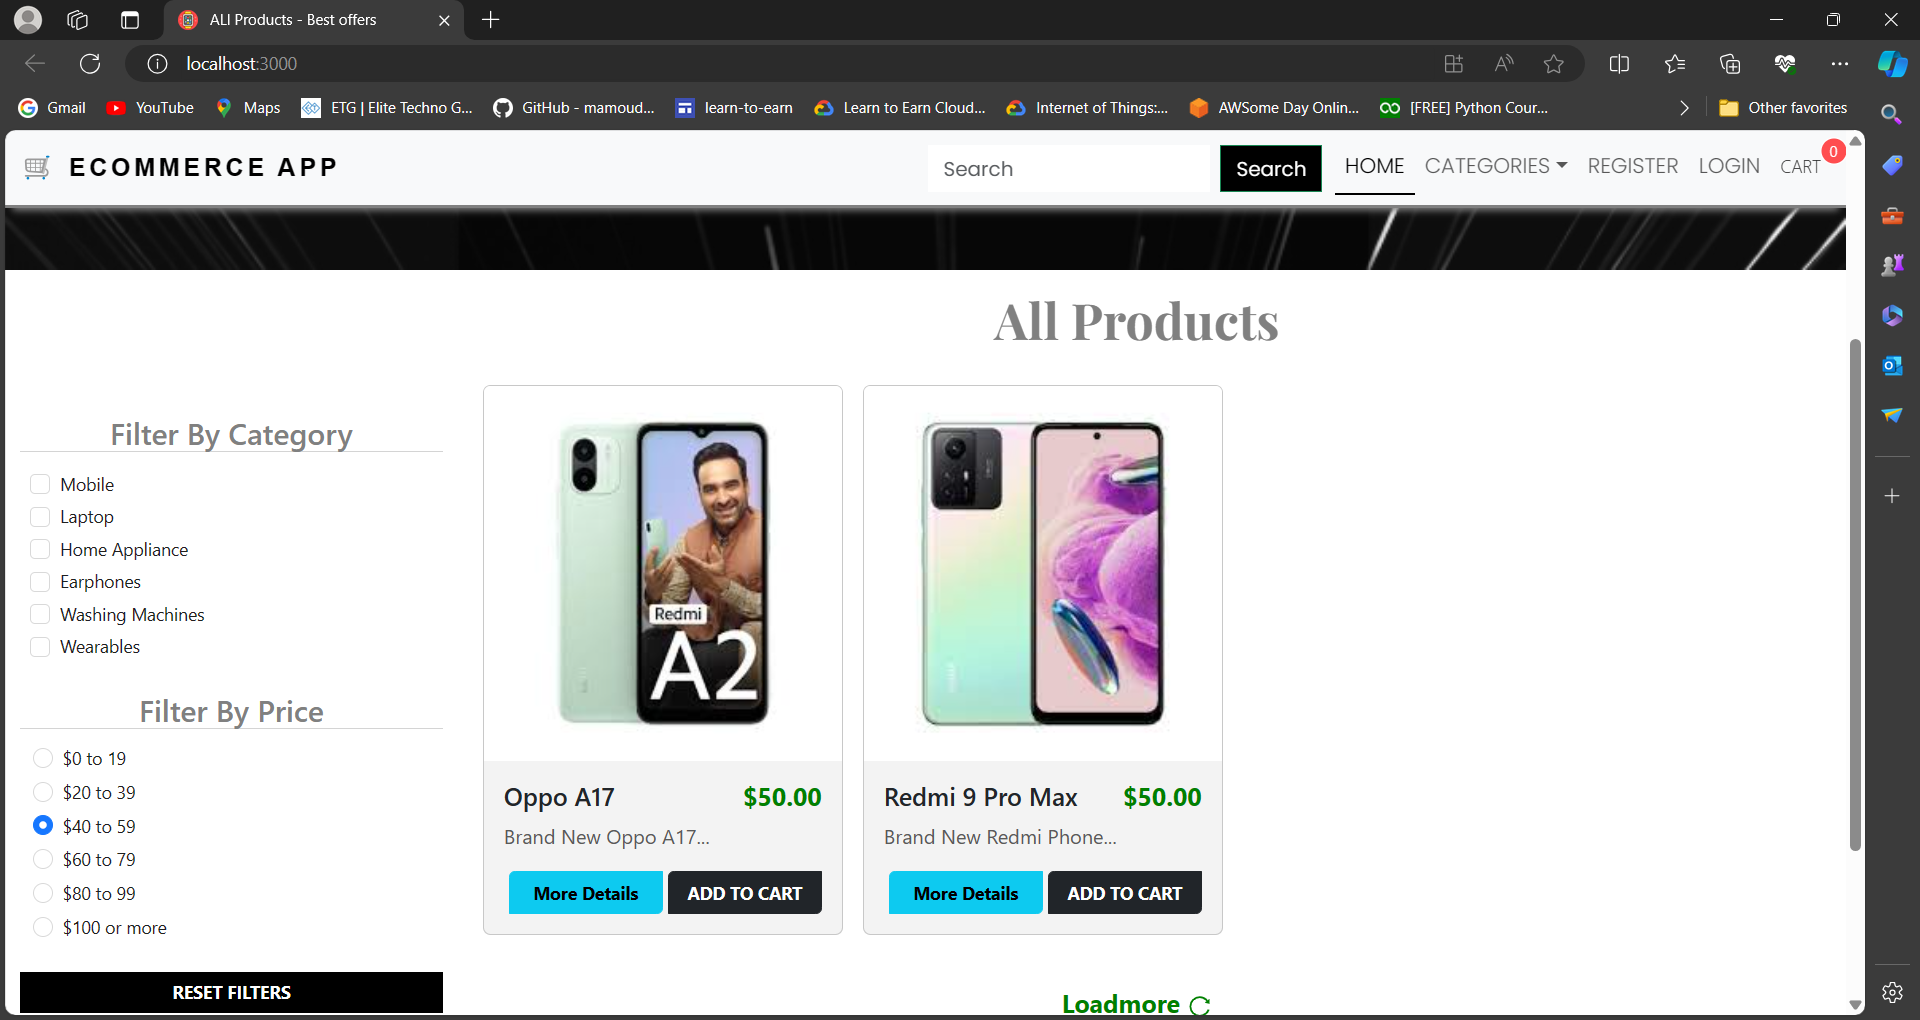 ALI Products - Best offers
localhost:3000
Gmail
YouTube
Maps
ETG | Elite Techno G...
GitHub - mamoud...
learn-to-earn
Learn to Earn Cloud...
Internet of Things:...
AWSome Day Onlin...
[FREE] Python Cour...
Other favorites
ECOMMERCE APP
Search
Search
HOME
CATEGORIES
REGISTER
LOGIN
CART
0
All Products
Filter By Category
Mobile
Laptop
Home Appliance
Earphones
Washing Machines
Wearables
Filter By Price
$0 to 19
$20 to 39
$40 to 59
$60 to 79
$80 to 99
$100 or more
RESET FILTERS
Redmi
A2
Oppo A17 $50.00
Brand New Oppo A17...
More Details ADD TO CART
Redmi 9 Pro Max $50.00
Brand New Redmi Phone...
More Details ADD TO CART
Loadmore